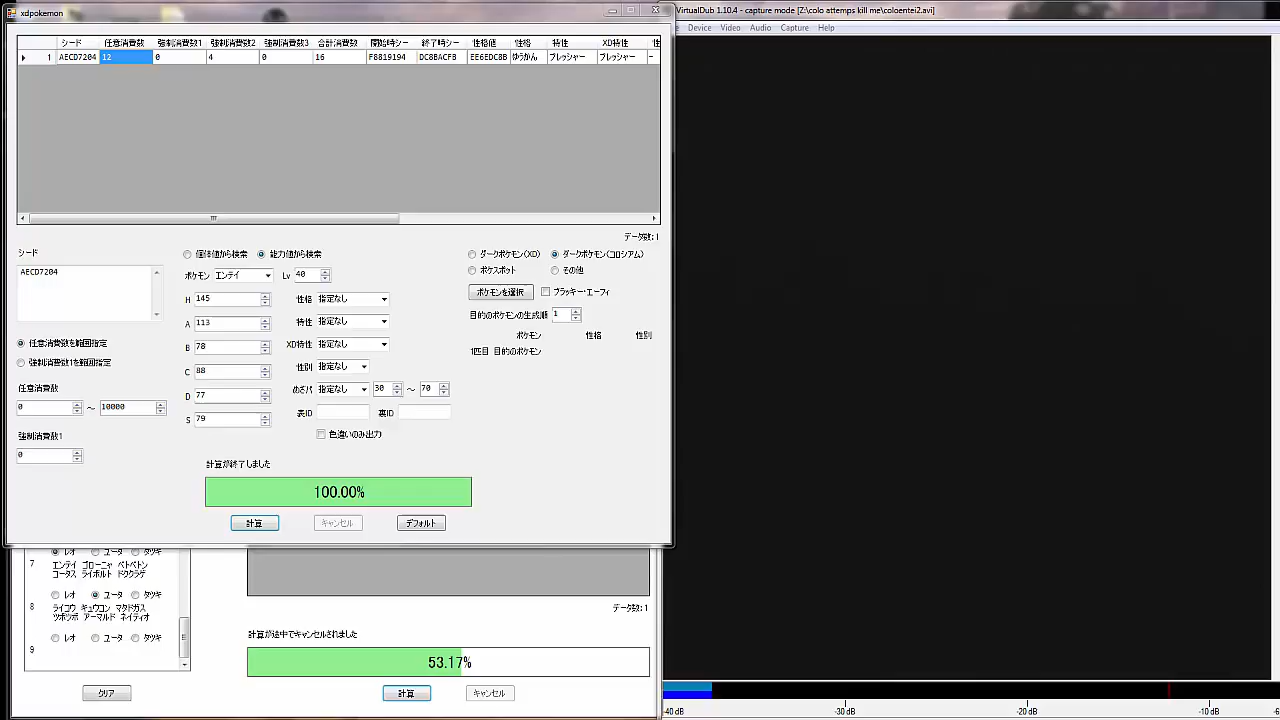 xdpokemon
シード 任意消費数 強制消費数1 強制消費数2 強制消費数3 合計消費数 開始時シー 終了時シー 性格値 性格 特性 XD特性 性
1 AECD7204 12 0 4 0 16 F8819194 DC8BACFB EE6EDC8B ゆうかん プレッシャー プレッシャー -
データ数:1
シード
AECD7204
任意消費数を範囲指定
強制消費数1を範囲指定
任意消費数
0 ～ 10000
強制消費数1
0
個体値から検索 能力値から検索
ポケモン エンテイ Lv 40
H 145 性格 指定なし
A 113 特性 指定なし
B 78 XD特性 指定なし
C 88 性別 指定なし
D 77 めざパ 指定なし 30 ～ 70
S 79 表ID 裏ID
色違いのみ出力
ダークポケモン(XD) ダークポケモン(コロシアム)
ポケスポット その他
ポケモンを選択 ブラッキー・エーフィ
目的のポケモンの生成順 1
ポケモン 性格 性別
1匹目 目的のポケモン
計算が終了しました
100.00%
計算 キャンセル デフォルト
レオ ユータ タツキ
7 エンテイ ゴローニャ ベトベトン
コータス ライボルト ドククラゲ
レオ ユータ タツキ
8 ライコウ キュウコン マタドガス
ツボツボ アーマルド ネイティオ
レオ ユータ タツキ
9
クリア
データ数:1
計算が途中でキャンセルされました
53.17%
計算 キャンセル
VirtualDub 1.10.4 - capture mode [Z:\colo attemps kill me\coloentei2.avi]
Device Video Audio Capture Help
-40 dB -30 dB -20 dB -10 dB